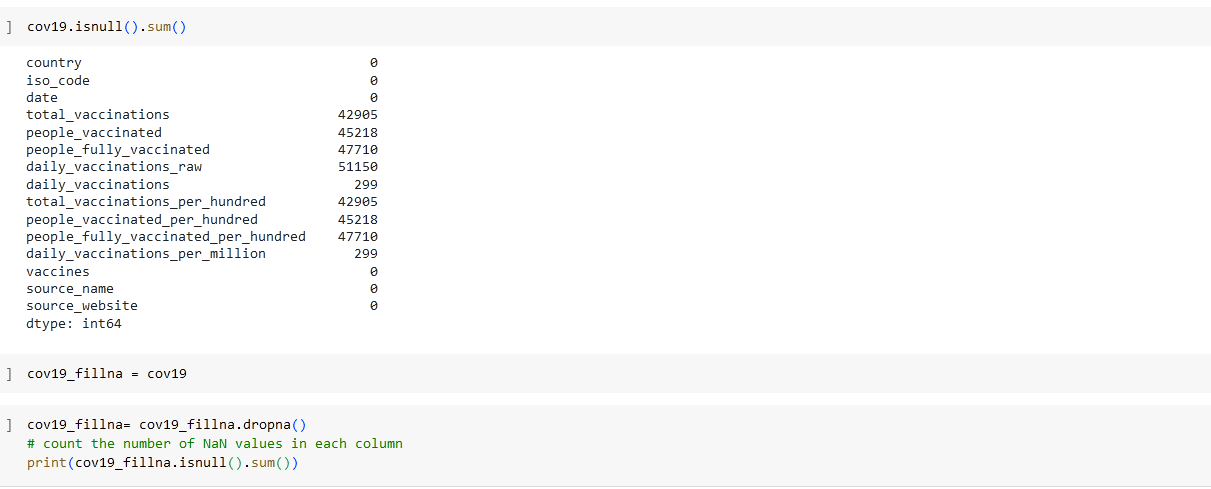 ] cov19.isnull().sum()
country 0
iso_code 0
date 0
total_vaccinations 42905
people_vaccinated 45218
people_fully_vaccinated 47710
daily_vaccinations_raw 51150
daily_vaccinations 299
total_vaccinations_per_hundred 42905
people_vaccinated_per_hundred 45218
people_fully_vaccinated_per_hundred 47710
daily_vaccinations_per_million 299
vaccines 0
source_name 0
source_website 0
dtype: int64
] cov19_fillna = cov19
] cov19_fillna= cov19_fillna.dropna()
# count the number of NaN values in each column
print(cov19_fillna.isnull().sum())